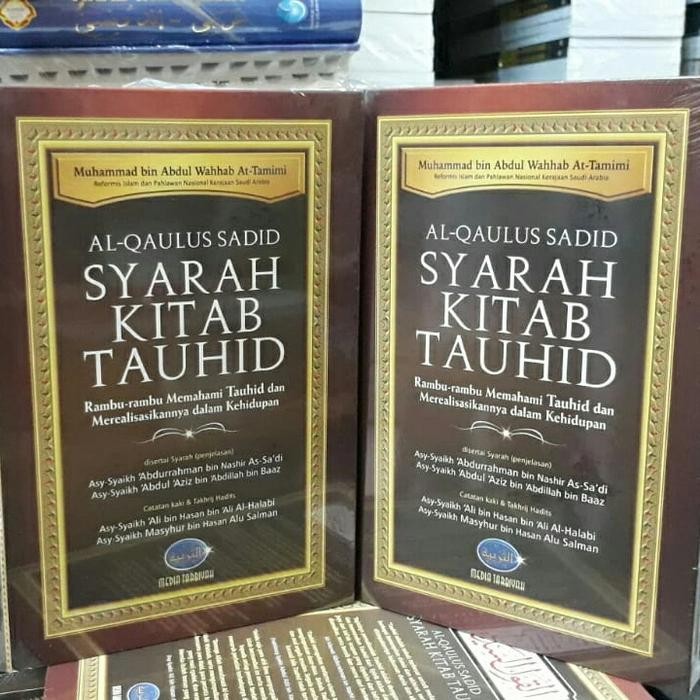 Muhammad bin Abdul Wahhab At-Tamimi
Reformis Islam dan Pahlawan Nasional Kerajaan Saudi Arabia
AL-QAULUS SADID
SYARAH
KITAB
TAUHID
Rambu-rambu Memahami Tauhid dan
Merealisasikannya dalam Kehidupan
disertai Syarah (penjelasan)
Asy-Syaikh 'Abdurrahman bin Nashir As-Sa'di
Asy-Syaikh 'Abdul 'Aziz bin 'Abdillah bin Baaz
Catatan kaki & Takhrij Hadits
Asy-Syaikh 'Ali bin Hasan bin 'Ali Al-Halabi
Asy-Syaikh Masyhur bin Hasan Alu Salman
التربية
MEDIA TARBIYAH
Muhammad bin Abdul Wahhab At-Tamimi
Reformis Islam dan Pahlawan Nasional Kerajaan Saudi Arabia
AL-QAULUS SADID
SYARAH
KITAB
TAUHID
Rambu-rambu Memahami Tauhid dan
Merealisasikannya dalam Kehidupan
disertai Syarah (penjelasan)
Asy-Syaikh 'Abdurrahman bin Nashir As-Sa'di
Asy-Syaikh 'Abdul 'Aziz bin 'Abdillah bin Baaz
Catatan kaki & Takhrij Hadits
Asy-Syaikh 'Ali bin Hasan bin 'Ali Al-Halabi
Asy-Syaikh Masyhur bin Hasan Alu Salman
التربية
MEDIA TARBIYAH
AL-QAULUS SADID
SYARAH KITAB